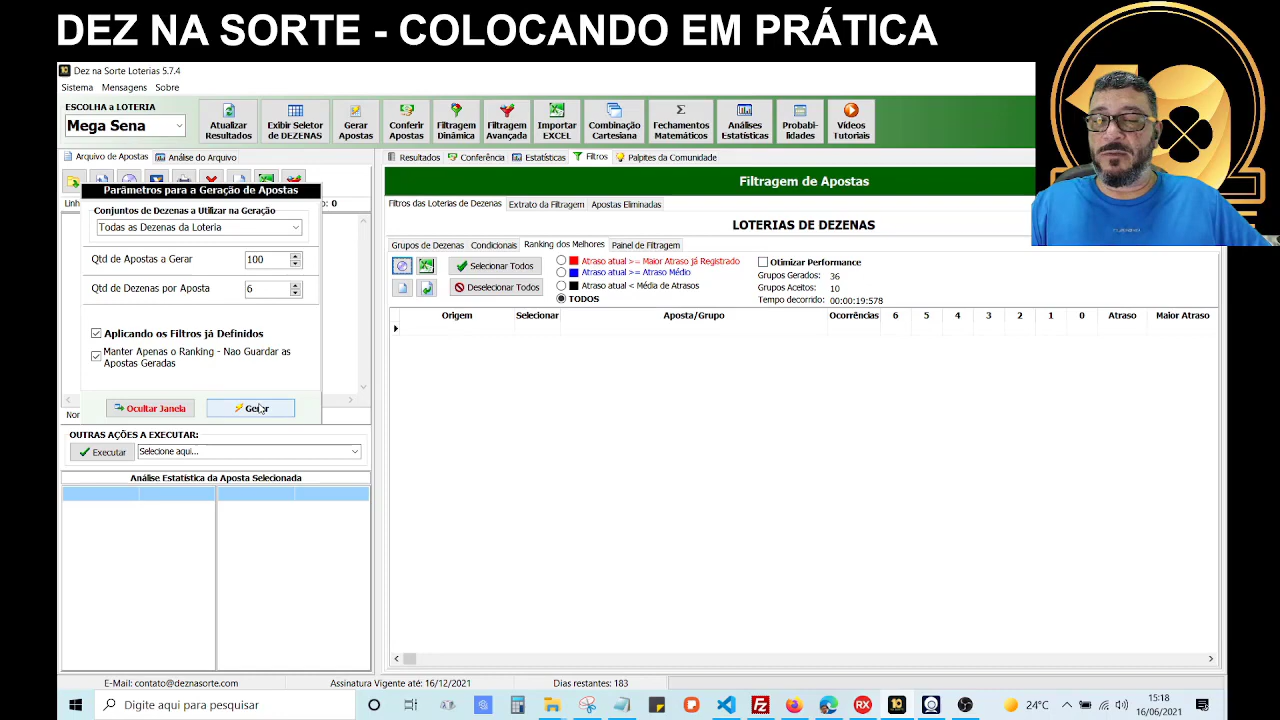 DEZ NA SORTE - COLOCANDO EM PRÁTICA
Dez na Sorte Loterias 5.7.4
Sistema Mensagens Sobre
ESCOLHA a LOTERIA
Mega Sena
Atualizar Resultados
Exibir Seletor de DEZENAS
Gerar Apostas
Conferir Apostas
Filtragem Dinâmica
Filtragem Avançada
Importar EXCEL
Combinação Cartesiana
Fechamentos Matemáticos
Análises Estatísticas
Probabi-lidades
Vídeos Tutoriais
Arquivo de Apostas Análise do Arquivo
Resultados Conferência Estatísticas Filtros Palpites da Comunidade
Linh
o: 0
Parâmetros para a Geração de Apostas
Conjuntos de Dezenas a Utilizar na Geração
Todas as Dezenas da Loteria
Qtd de Apostas a Gerar 100
Qtd de Dezenas por Aposta 6
Aplicando os Filtros já Definidos
Manter Apenas o Ranking - Nao Guardar as
Apostas Geradas
Ocultar Janela Gerar
Nor
OUTRAS AÇÕES A EXECUTAR:
Executar Selecione aqui...
Análise Estatística da Aposta Selecionada
Filtragem de Apostas
Filtros das Loterias de Dezenas Extrato da Filtragem Apostas Eliminadas
LOTERIAS DE DEZENAS
Grupos de Dezenas Condicionais Ranking dos Melhores Painel de Filtragem
Selecionar Todos
Deselecionar Todos
Atraso atual >= Maior Atraso já Registrado
Atraso atual >= Atraso Médio
Atraso atual < Média de Atrasos
TODOS
Otimizar Performance
Grupos Gerados: 36
Grupos Aceitos: 10
Tempo decorrido: 00:00:19:578
Origem Selecionar Aposta/Grupo Ocorrências 6 5 4 3 2 1 0 Atraso Maior Atraso
E-Mail: contato@deznasorte.com Assinatura Vigente até: 16/12/2021 Dias restantes: 183
Digite aqui para pesquisar
24°C
15:18
16/06/2021